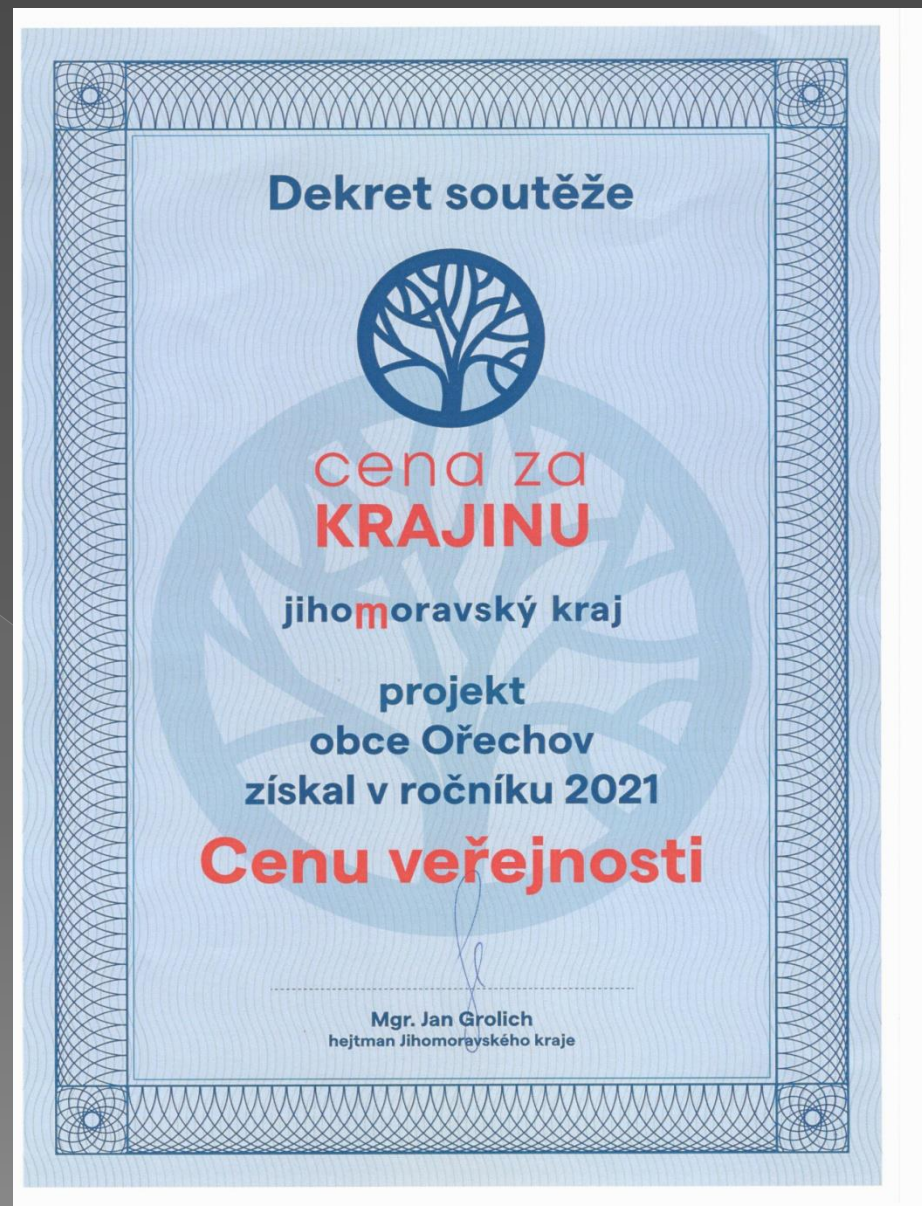 Dekret soutěže
cena za
KRAJINU
jihomoravský kraj
projekt
obce Ořechov
získal v ročníku 2021
Cenu veřejnosti
Mgr. Jan Grolich
hejtman Jihomoravského kraje